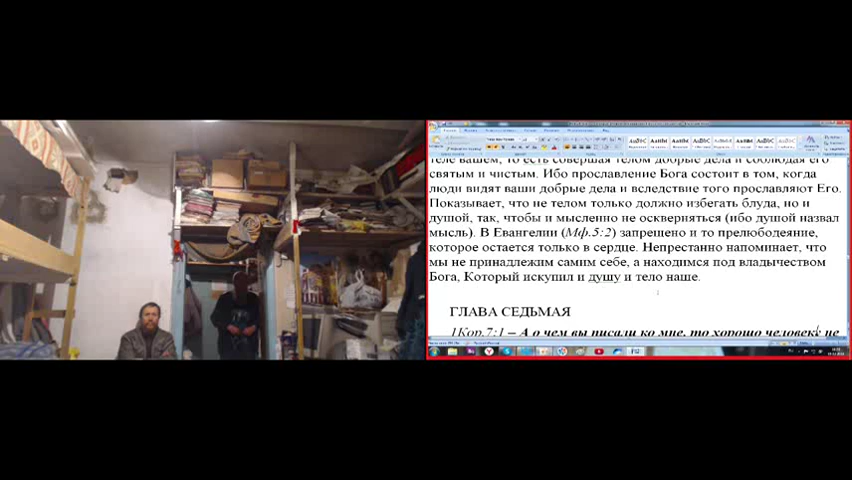 теле вашем, то есть совершая телом добрые дела и соблюдая его
святым и чистым. Ибо прославление Бога состоит в том, когда
люди видят ваши добрые дела и вследствие того прославляют Его.
Показывает, что не телом только должно избегать блуда, но и
душой, так, чтобы и мысленно не оскверняться (ибо душой назвал
мысль). В Евангелии (Мф.5:2) запрещено и то прелюбодеяние,
которое остается только в сердце. Непрестанно напоминает, что
мы не принадлежим самим себе, а находимся под владычеством
Бога, Который искупил и душу и тело наше.
ГЛАВА СЕДЬМАЯ
1Кор.7:1 – А о чем вы писали ко мне, то хорошо человеку не